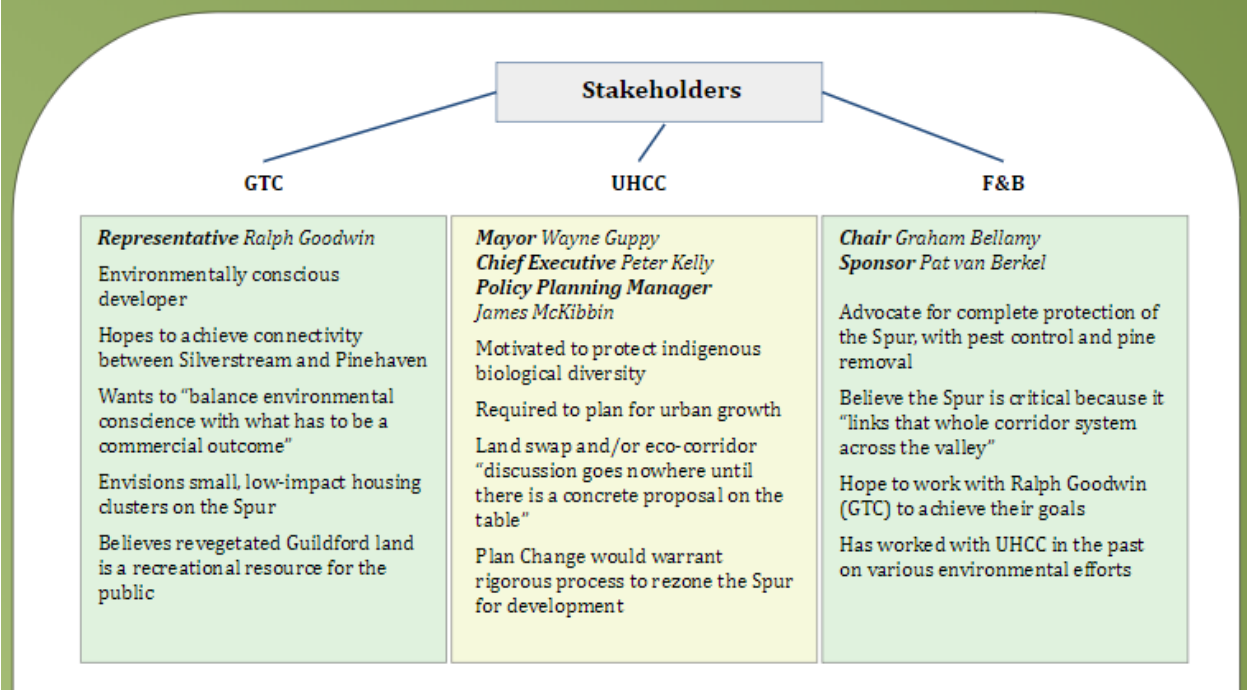 Stakeholders
GTC
UHCC
F&B
Representative Ralph Goodwin
Environmentally conscious
developer
Hopes to achieve connectivity
between Silverstream and Pinehaven
Wants to “balance environmental
conscience with what has to be a
commercial outcome”
Envisions small, low-impact housing
clusters on the Spur
Believes revegetated Guildford land
is a recreational resource for the
public
Mayor Wayne Guppy
Chief Executive Peter Kelly
Policy Planning Manager
James McKibbin
Motivated to protect indigenous
biological diversity
Required to plan for urban growth
Land swap and/or eco-corridor
“discussion goes nowhere until
there is a concrete proposal on the
table”
Plan Change would warrant
rigorous process to rezone the Spur
for development
Chair Graham Bellamy
Sponsor Pat van Berkel
Advocate for complete protection of
the Spur, with pest control and pine
removal
Believe the Spur is critical because it
“links that whole corridor system
across the valley”
Hope to work with Ralph Goodwin
(GTC) to achieve their goals
Has worked with UHCC in the past
on various environmental efforts